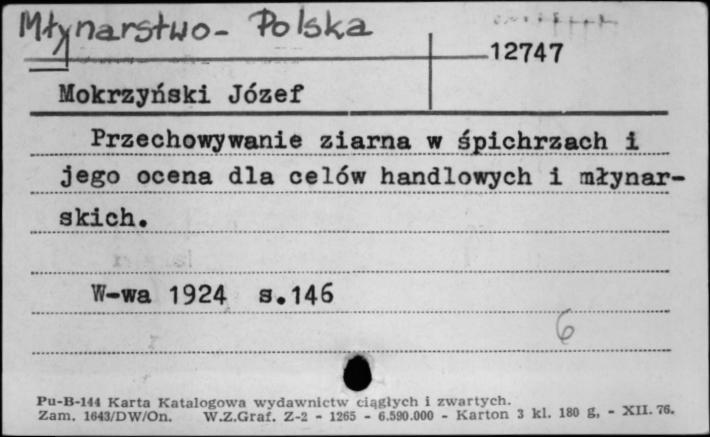 Młynarstwo - Polska
12747
Mokrzyński Józef
Przechowywanie ziarna w śpichrzach i
jego ocena dla celów handlowych i młynar-
skich.
W-wa 1924 s.146
6
Pu-B-144 Karta Katalogowa wydawnictw ciągłych i zwartych.
Zam. 1643/DW/On. W.Z.Graf. Z-2 - 1265 - 6.590.000 - Karton 3 kl. 180 g, - XII. 76.